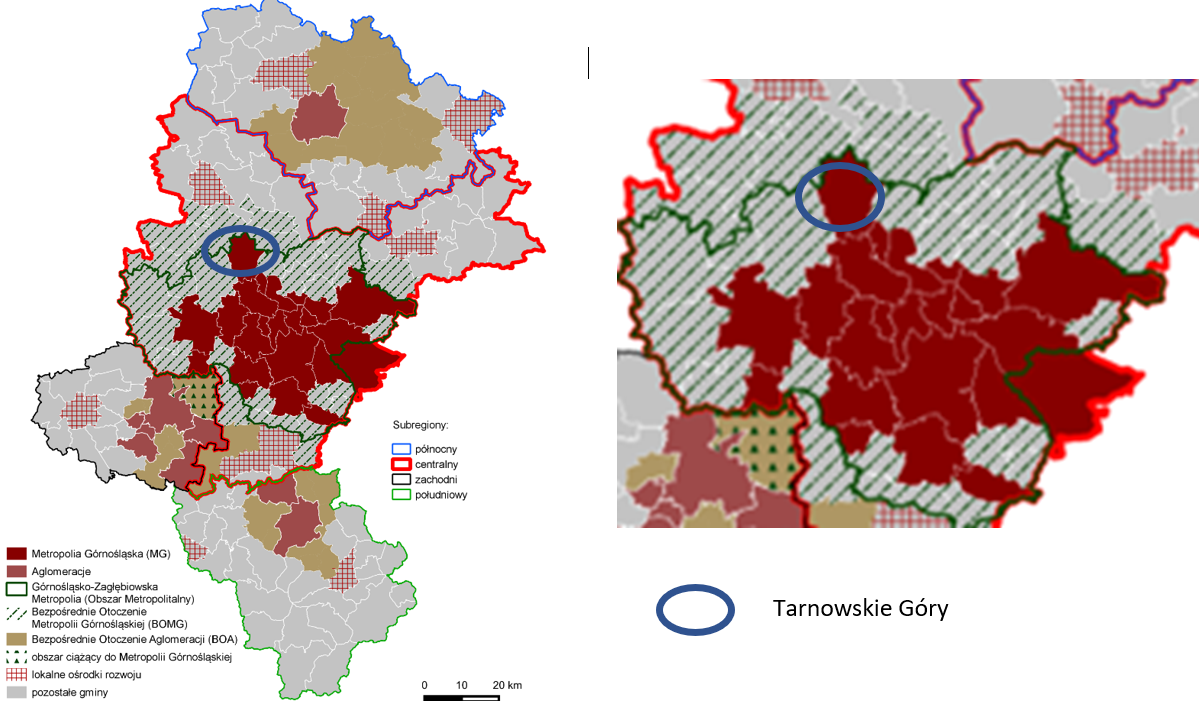 Subregiony:
północny
centralny
zachodni
południowy
Metropolia Górnośląska (MG)
Aglomeracje
Górnośląsko-Zagłębiowska
Metropolia (Obszar Metropolitalny)
Bezpośrednie Otoczenie
Metropolii Górnośląskiej (BOMG)
Bezpośrednie Otoczenie Aglomeracji (BOA)
obszar ciążący do Metropolii Górnośląskiej
lokalne ośrodki rozwoju
pozostałe gminy
0 10 20 km
Tarnowskie Góry